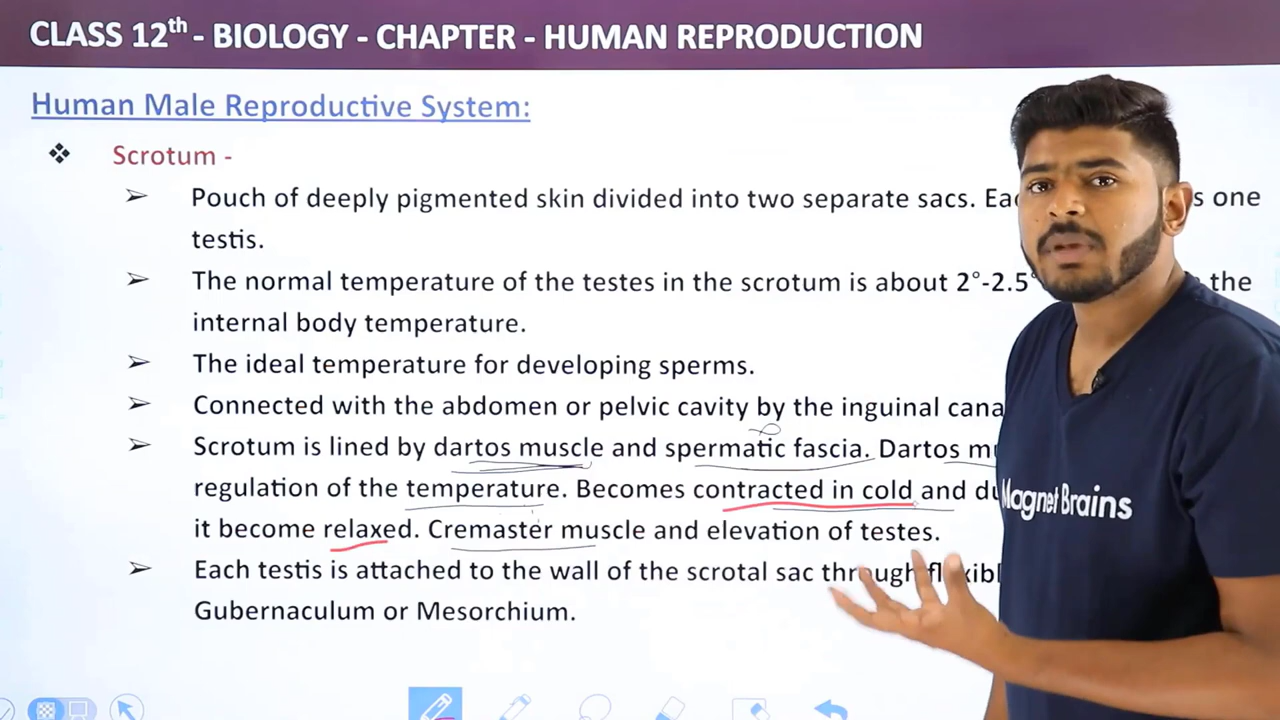 CLASS 12th - BIOLOGY - CHAPTER - HUMAN REPRODUCTION
Human Male Reproductive System:
❖ Scrotum -
➢ Pouch of deeply pigmented skin divided into two separate sacs. s one
testis.
➢ The normal temperature of the testes in the scrotum is about 2°-2.5° the
internal body temperature.
➢ The ideal temperature for developing sperms.
➢ Connected with the abdomen or pelvic cavity by the inguinal
➢ Scrotum is lined by dartos muscle and spermatic fascia. Dartos
regulation of the temperature. Becomes contracted in cold and
it become relaxed. Cremaster muscle and elevation of testes.
➢ Each testis is attached to the wall of the scrotal sac through
Gubernaculum or Mesorchium.
Magnet Brains